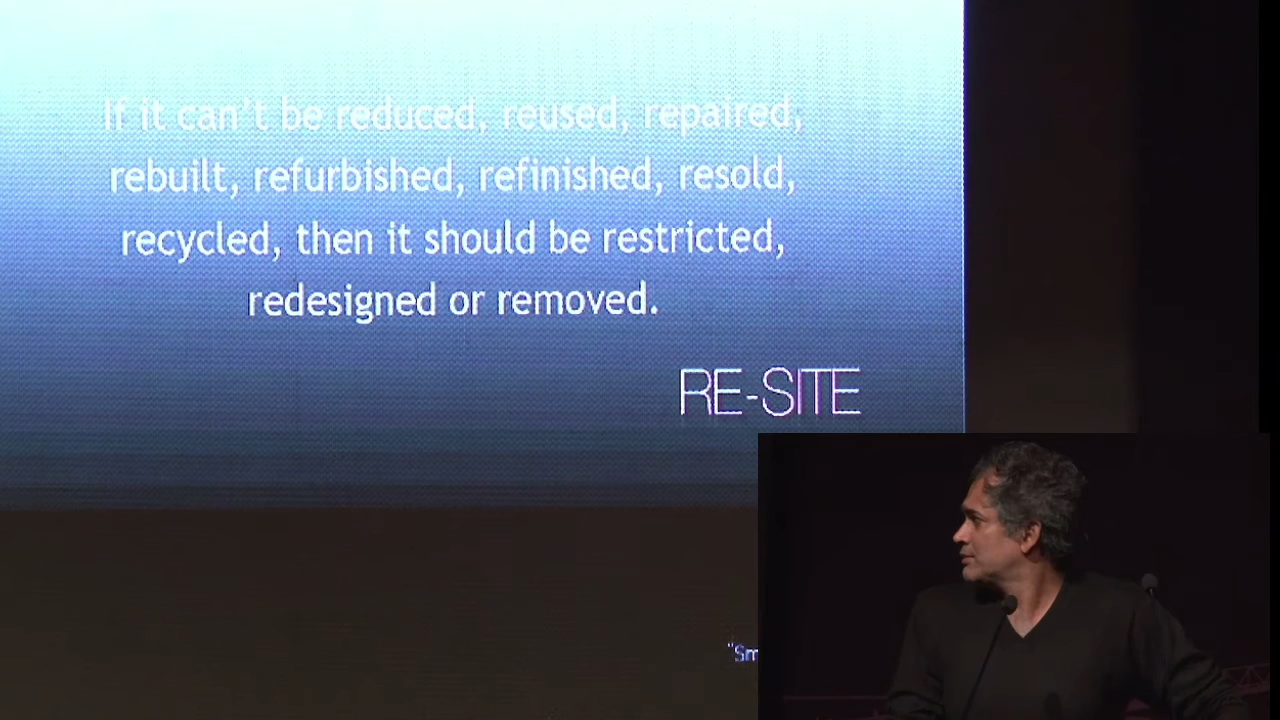 If it can't be reduced, reused, repaired,
rebuilt, refurbished, refinished, resold,
recycled, then it should be restricted,
redesigned or removed.
RE-SITE
"Sm